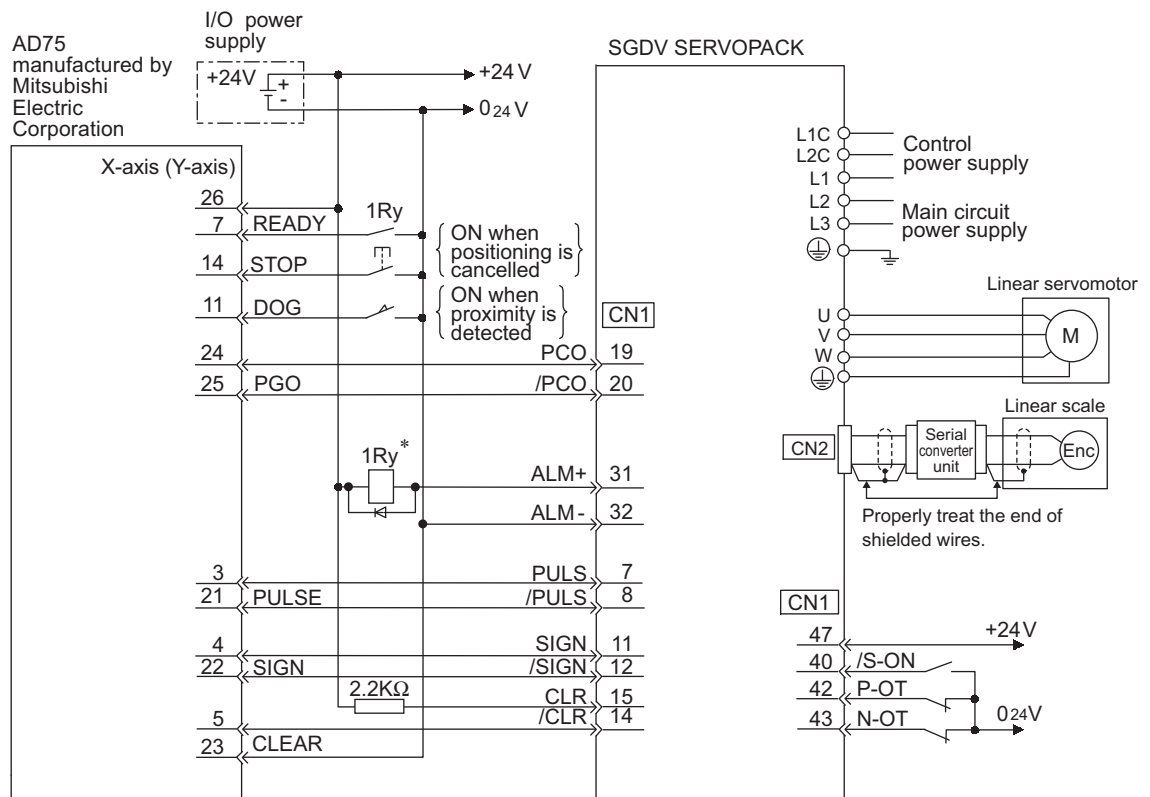 I/O power
supply
AD75
manufactured by
Mitsubishi
Electric
Corporation
+24V
+
-
+24V
024V
SGDV SERVOPACK
X-axis (Y-axis)
26
7 READY 1Ry
ON when
positioning is
cancelled
14 STOP
11 DOG
ON when
proximity is
detected
CN1
24 PCO 19
25 PGO /PCO 20
1Ry*
ALM+ 31
ALM- 32
3 PULS 7
21 PULSE /PULS 8
4 SIGN 11
22 SIGN /SIGN 12
2.2KΩ CLR 15
5 /CLR 14
23 CLEAR
L1C
L2C
Control
power supply
L1
L2
L3
Main circuit
power supply
Linear servomotor
U
V
W
M
Linear scale
CN2
Serial
converter
unit
Enc
Properly treat the end of
shielded wires.
CN1
47 +24V
40 /S-ON
42 P-OT
43 N-OT 024V